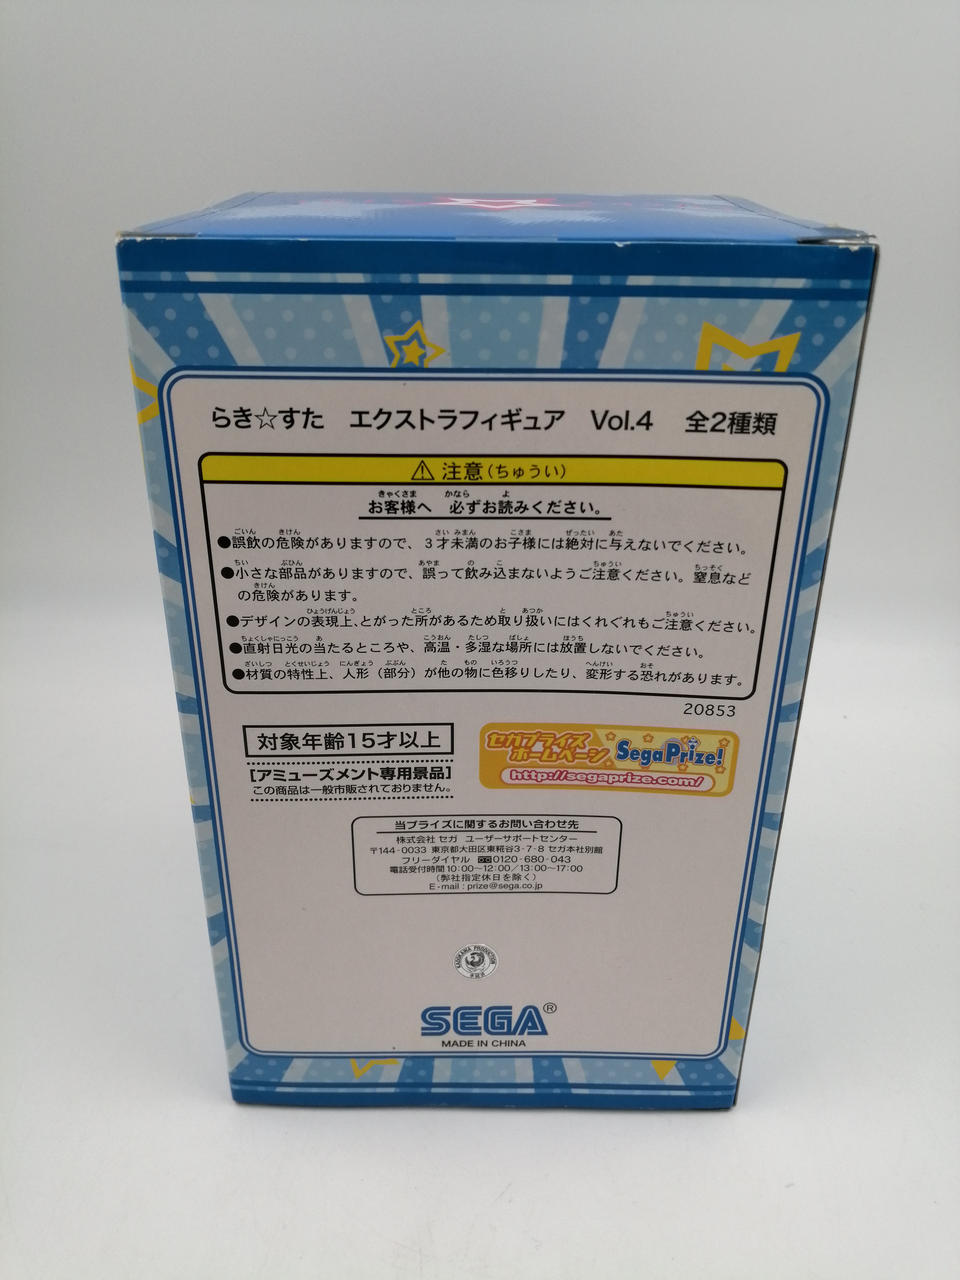 らき☆すた エクストラフィギュア Vol.4 全2種類
⚠ 注意(ちゅうい)
お客様へ 必ずお読みください。
●誤飲の危険がありますので、3才未満のお子様には絶対に与えないでください。
●小さな部品がありますので、誤って飲み込まないようご注意ください。窒息など
の危険があります。
●デザインの表現上、とがった所があるため取り扱いにはくれぐれもご注意ください。
●直射日光の当たるところや、高温・多湿な場所には放置しないでください。
●材質の特性上、人形(部分)が他の物に色移りしたり、変形する恐れがあります。
20853
対象年齢15才以上
[アミューズメント専用景品]
この商品は一般市販されておりません。
セガプライズ
ホームページ
SegaPrize!
http://segaprize.com/
当プライズに関するお問い合わせ先
株式会社 セガ ユーザーサポートセンター
〒144-0033 東京都大田区東糀谷3-7-8 セガ本社別館
フリーダイヤル 0120-680-043
電話受付時間10:00〜12:00/13:00〜17:00
(弊社指定休日を除く)
E-mail : prize@sega.co.jp
KADOKAWA PRODUCTION
SEGA®
MADE IN CHINA